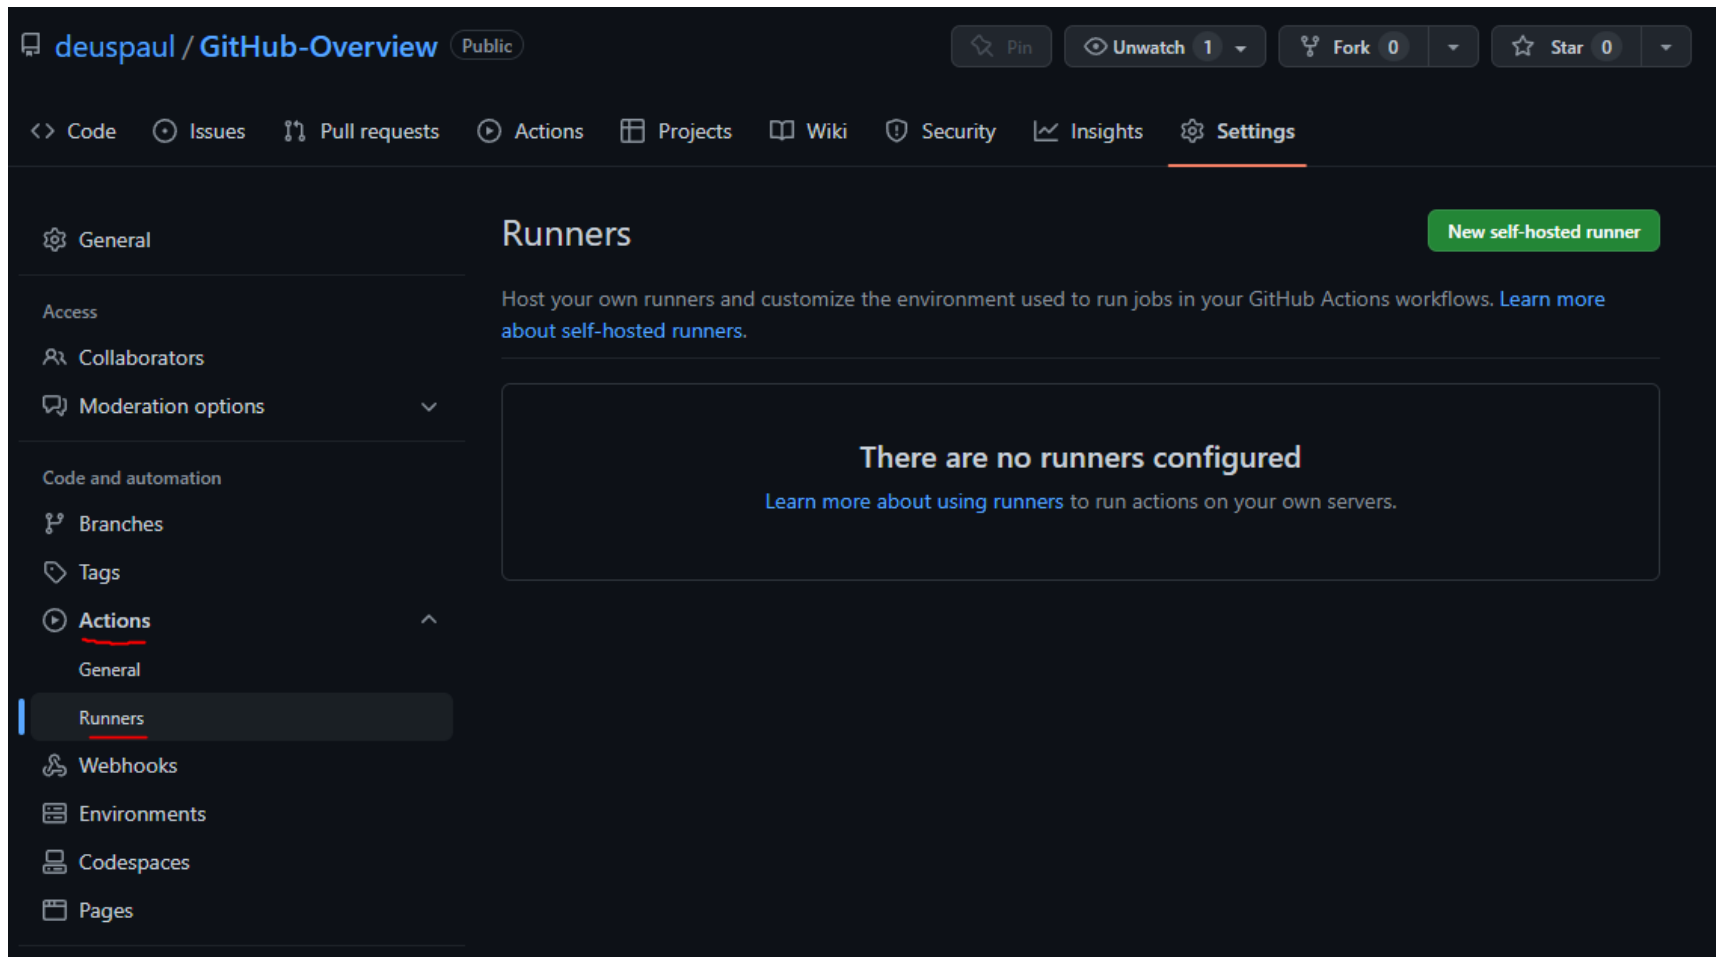 deuspaul / GitHub-Overview Public Pin Unwatch 1 Fork 0 Star 0
Code Issues Pull requests Actions Projects Wiki Security Insights Settings
General
Access
Collaborators
Moderation options
Code and automation
Branches
Tags
Actions
General
Runners
Webhooks
Environments
Codespaces
Pages
Runners
New self-hosted runner
Host your own runners and customize the environment used to run jobs in your GitHub Actions workflows. Learn more
about self-hosted runners.
There are no runners configured
Learn more about using runners to run actions on your own servers.